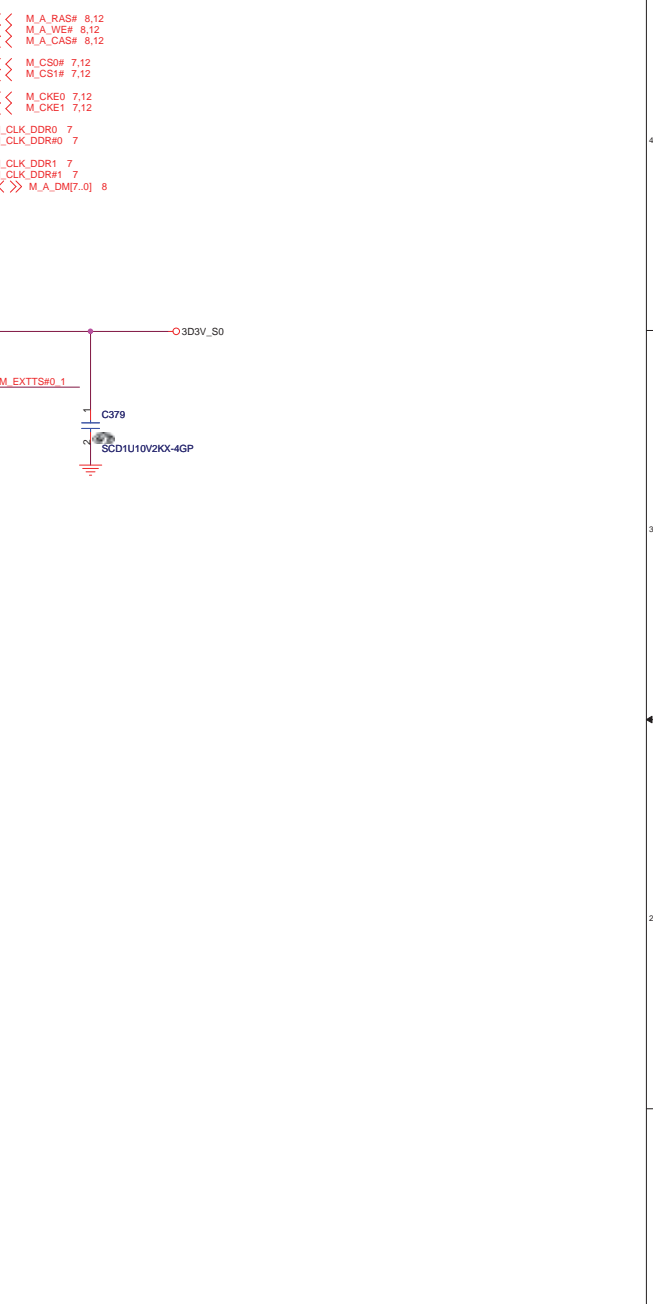 M_A_RAS# 8,12
M_A_WE# 8,12
M_A_CAS# 8,12
M_CS0# 7,12
M_CS1# 7,12
M_CKE0 7,12
M_CKE1 7,12
_CLK_DDR0 7
_CLK_DDR#0 7
_CLK_DDR1 7
_CLK_DDR#1 7
M_A_DM[7..0] 8
4
3D3V_S0
M_EXTTS#0_1
1
C379
2
SCD1U10V2KX-4GP
3
2